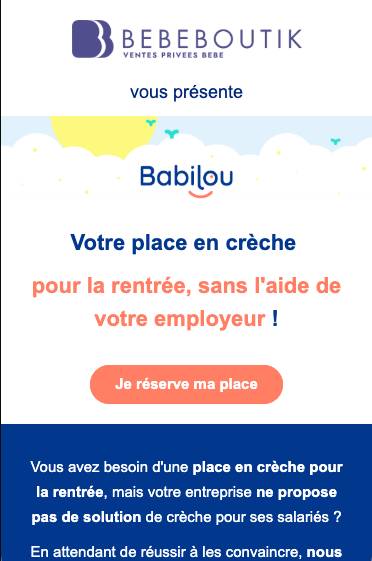 BEBEBOUTIK
VENTES PRIVEES BEBE
vous présente
Babilou
Votre place en crèche
pour la rentrée, sans l'aide de
votre employeur !
Je réserve ma place
Vous avez besoin d'une place en crèche pour
la rentrée, mais votre entreprise ne propose
pas de solution de crèche pour ses salariés ?
En attendant de réussir à les convaincre, nous